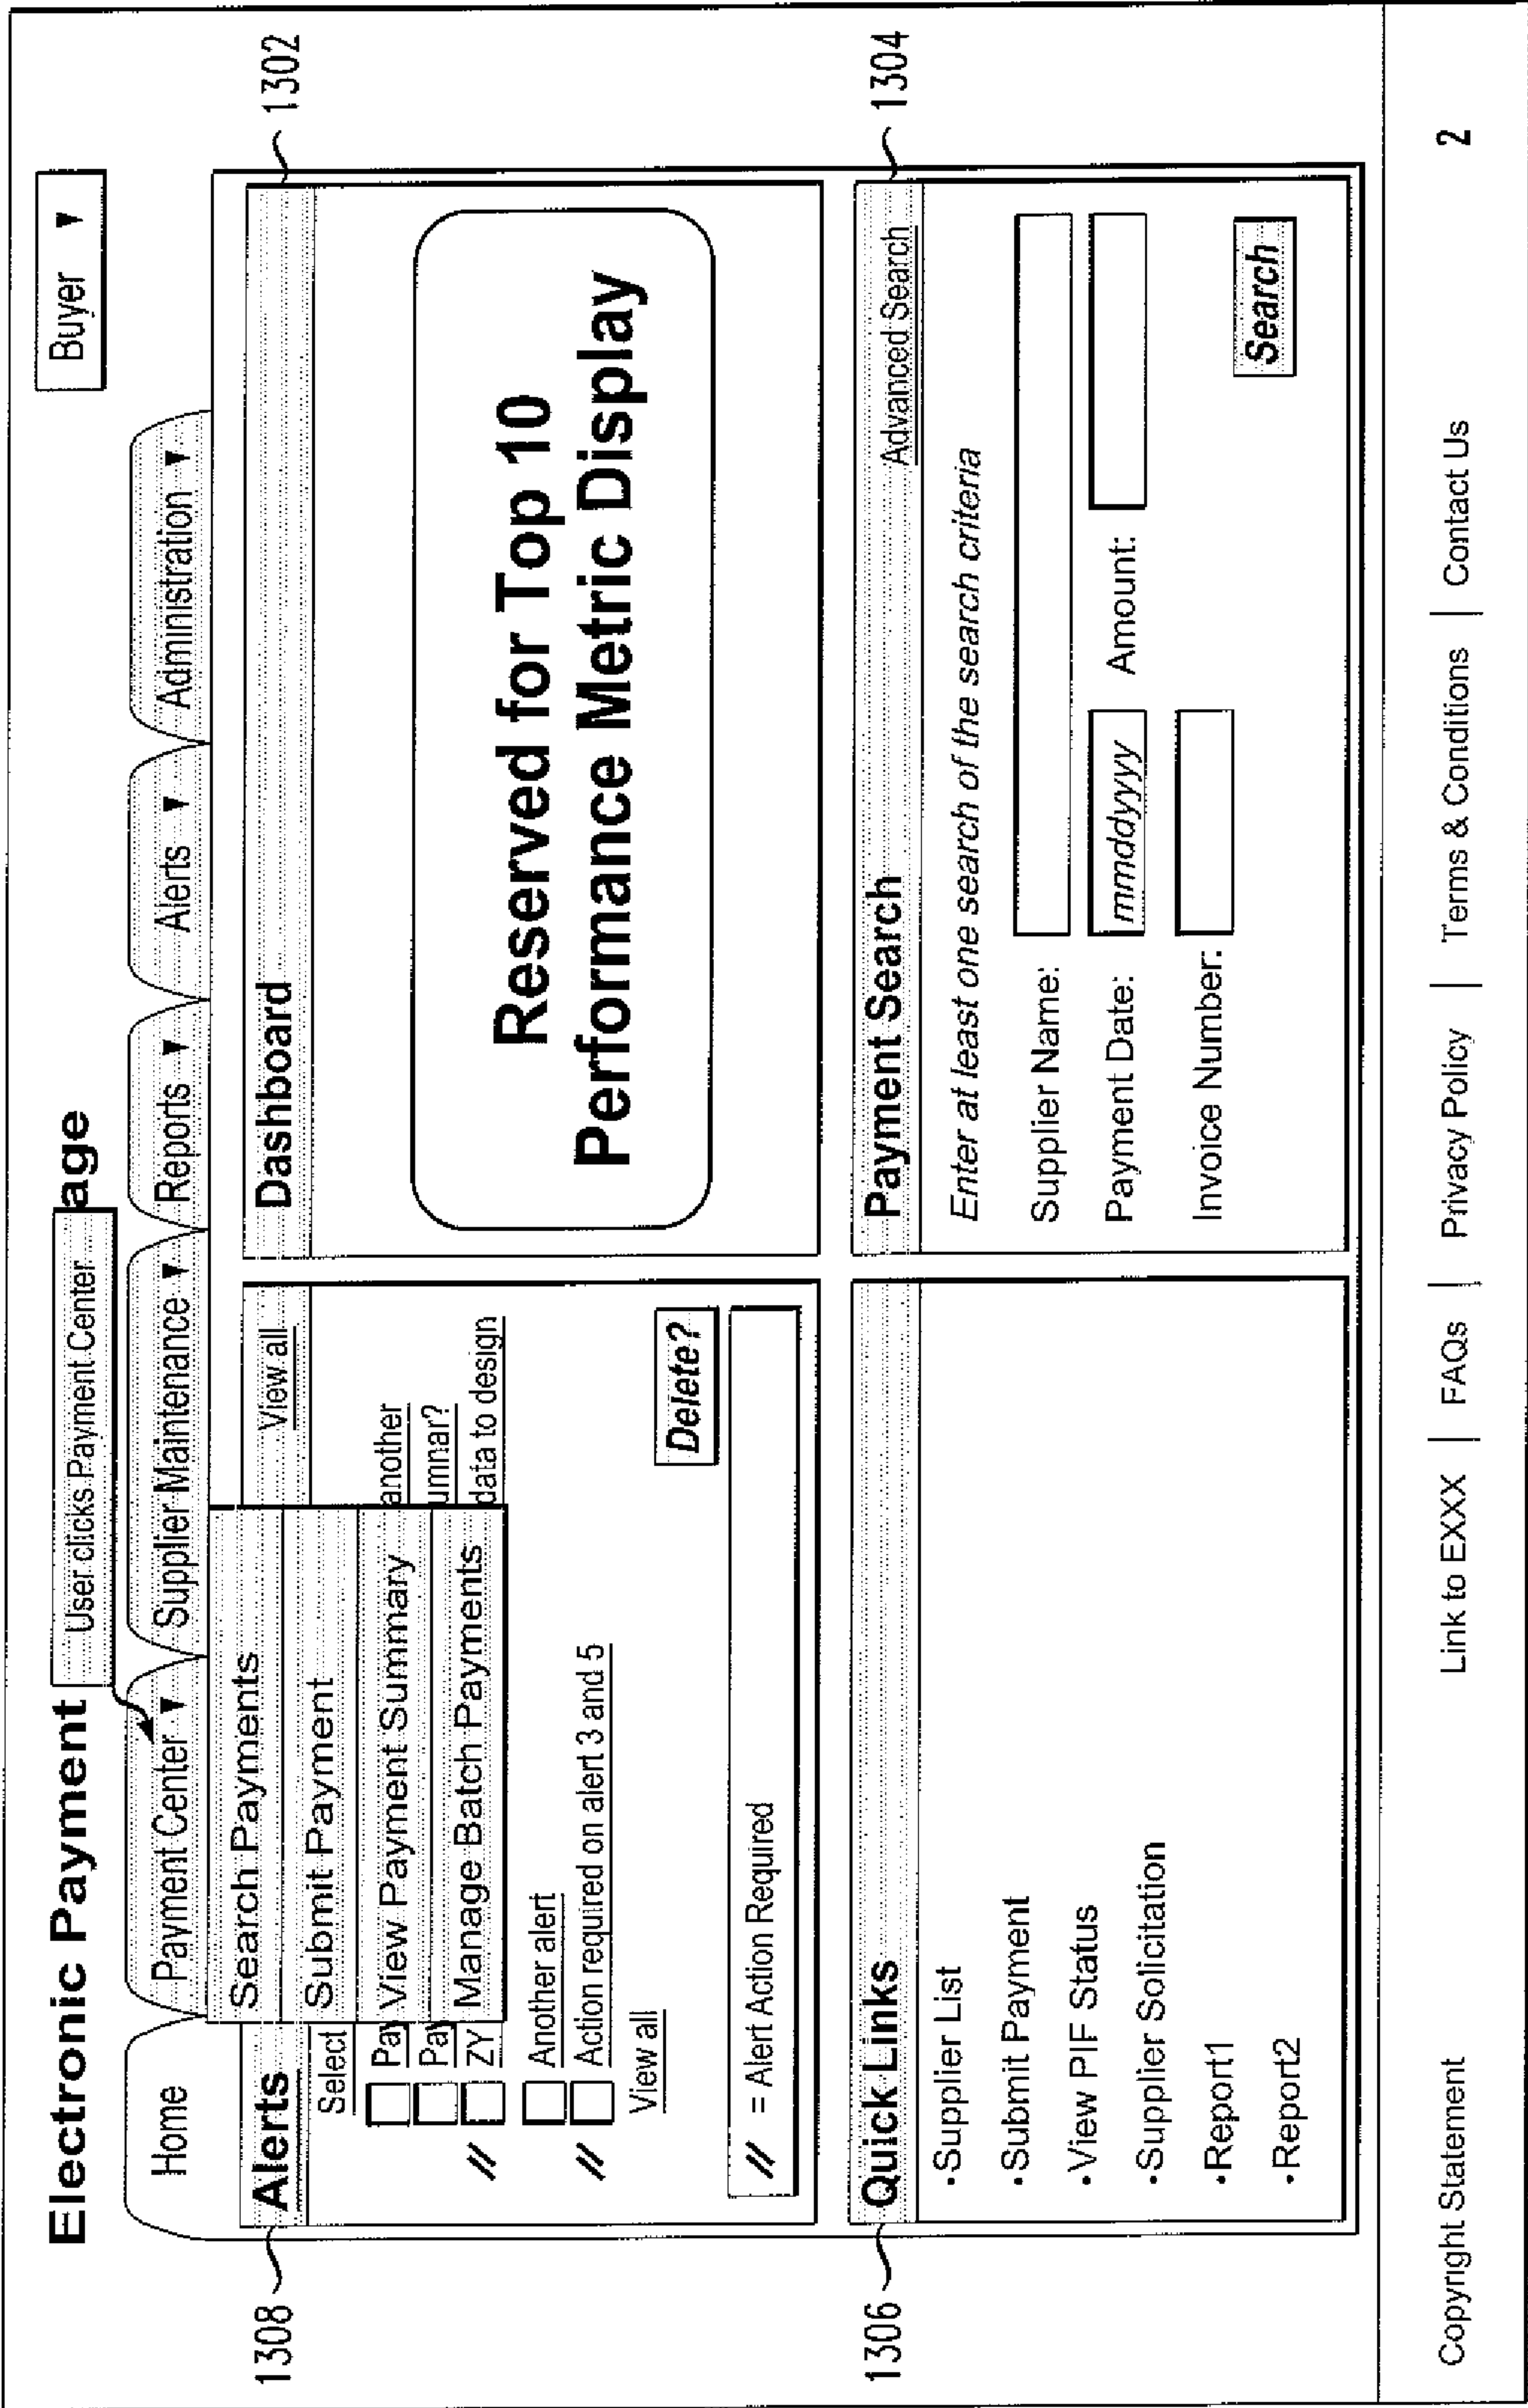 Electronic Payment age
User clicks Payment Center
Buyer ▼
Home
Payment Center ▼
Supplier Maintenance ▼
Reports ▼
Alerts ▼
Administration ▼
Search Payments
Submit Payment
View Payment Summary
Manage Batch Payments
1308
Alerts
View all
Select
Pay another
Pay umnar?
// ZY data to design
Another alert
// Action required on alert 3 and 5
View all
Delete?
// = Alert Action Required
Dashboard
1302
Reserved for Top 10
Performance Metric Display
1306
Quick Links
•Supplier List
•Submit Payment
•View PIF Status
•Supplier Solicitation
•Report1
•Report2
Payment Search
Advanced Search
1304
Enter at least one search of the search criteria
Supplier Name:
Payment Date: mmddyyyy Amount:
Invoice Number:
Search
Copyright Statement Link to EXXX | FAQs | Privacy Policy | Terms & Conditions | Contact Us 2